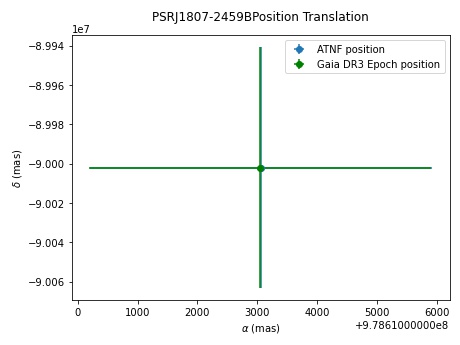 PSRJ1807-2459BPosition Translation
1e7
ATNF position
Gaia DR3 Epoch position
−8.994
−8.996
−8.998
−9.000
−9.002
−9.004
−9.006
δ (mas)
0
1000
2000
3000
4000
5000
6000
+9.7861000000e8
α (mas)